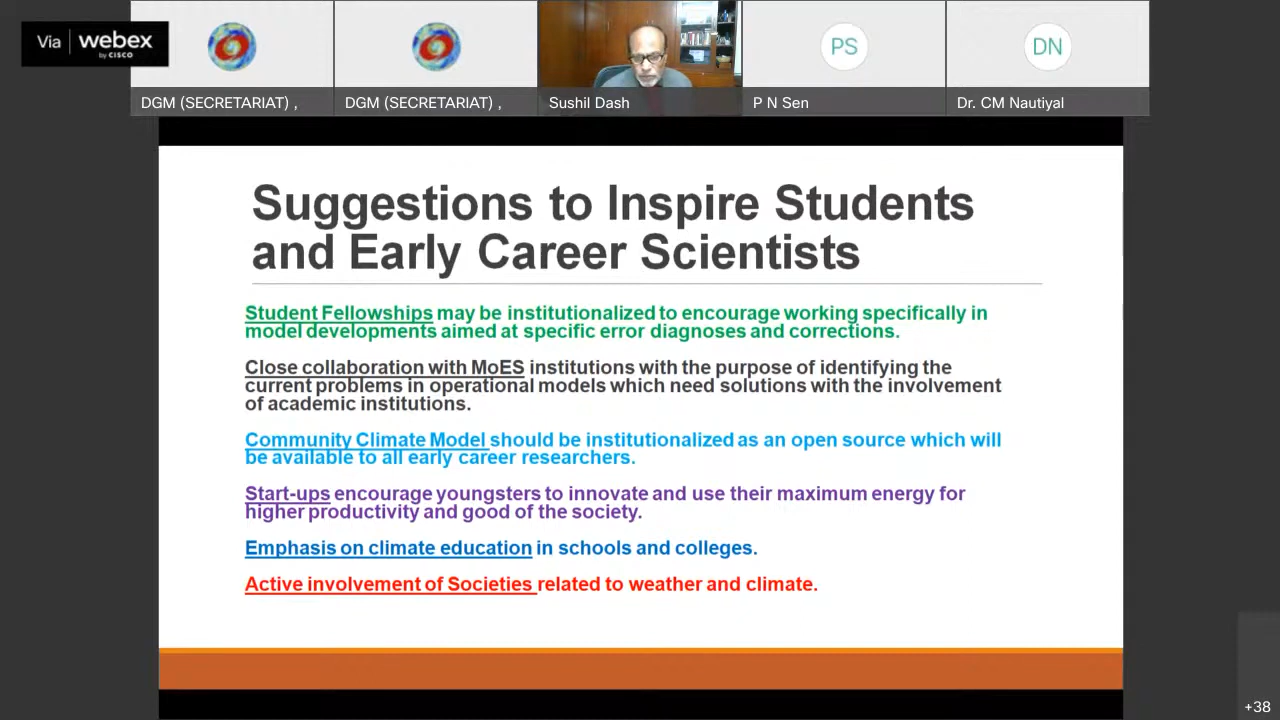 Via webex
by CISCO
DGM (SECRETARIAT) ,
DGM (SECRETARIAT) ,
Sushil Dash
PS
P N Sen
DN
Dr. CM Nautiyal
Suggestions to Inspire Students
and Early Career Scientists
Student Fellowships may be institutionalized to encourage working specifically in
model developments aimed at specific error diagnoses and corrections.
Close collaboration with MoES institutions with the purpose of identifying the
current problems in operational models which need solutions with the involvement
of academic institutions.
Community Climate Model should be institutionalized as an open source which will
be available to all early career researchers.
Start-ups encourage youngsters to innovate and use their maximum energy for
higher productivity and good of the society.
Emphasis on climate education in schools and colleges.
Active involvement of Societies related to weather and climate.
+38